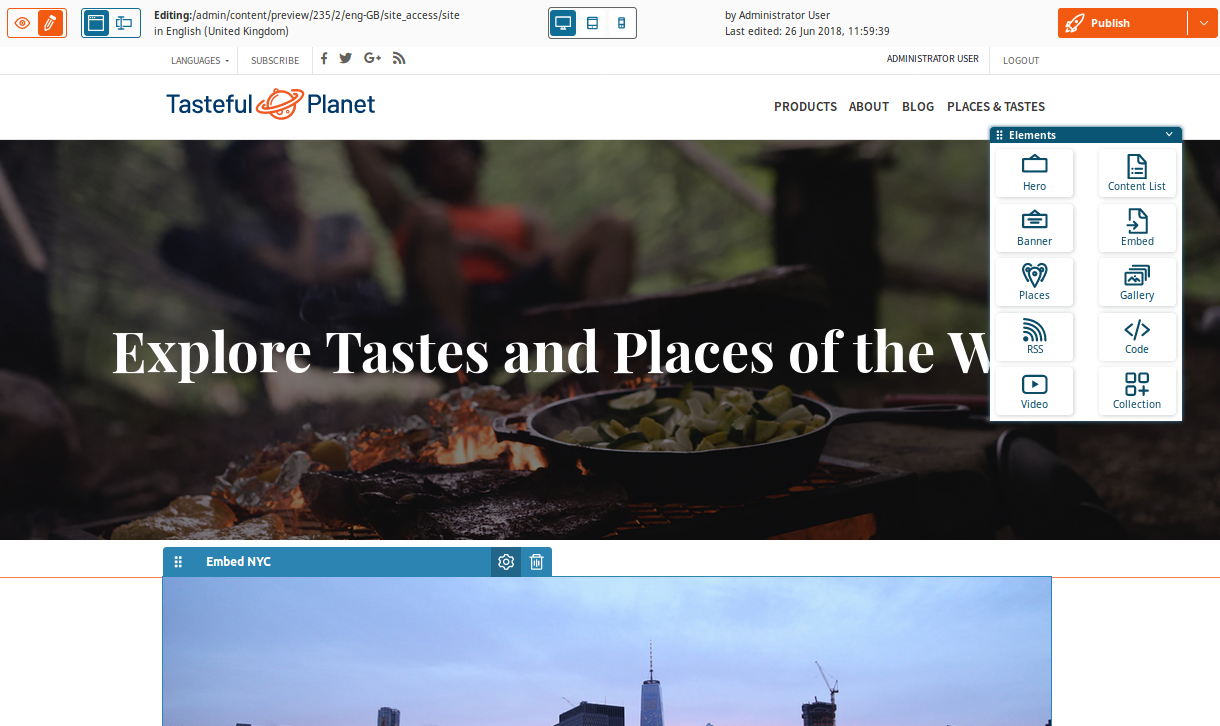 Editing:/admin/content/preview/235/2/eng-GB/site_access/site
in English (United Kingdom)
by Administrator User
Last edited: 26 Jun 2018, 11:59:39
Publish
LANGUAGES
SUBSCRIBE
ADMINISTRATOR USER
LOGOUT
Tasteful Planet
PRODUCTS ABOUT BLOG PLACES & TASTES
Elements
Hero
Content List
Banner
Embed
Places
Gallery
RSS
Code
Video
Collection
Explore Tastes and Places of the
Embed NYC